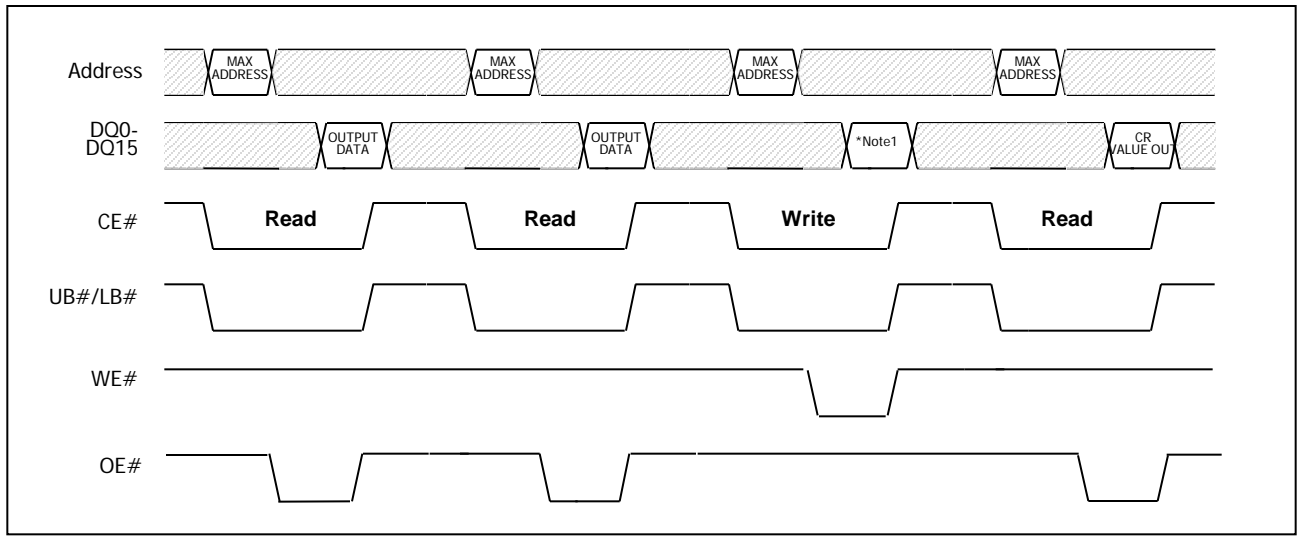 Address
MAX
ADDRESS
MAX
ADDRESS
MAX
ADDRESS
MAX
ADDRESS
DQ0-
DQ15
OUTPUT
DATA
OUTPUT
DATA
*Note1
CR
VALUE OUT
CE#
Read
Read
Write
Read
UB#/LB#
WE#
OE#